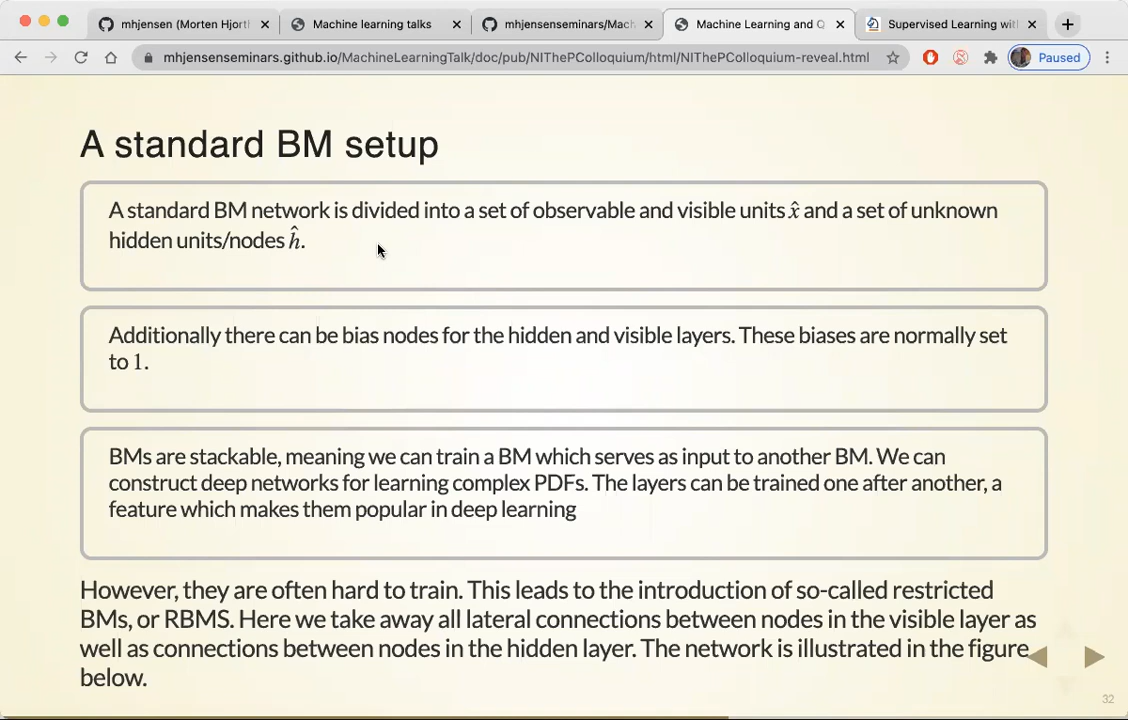 mhjensen (Morten Hjort
Machine learning talks
mhjensenseminars/Mach
Machine Learning and Q
Supervised Learning wit
mhjensenseminars.github.io/MachineLearningTalk/doc/pub/NIThePColloquium/html/NIThePColloquium-reveal.html
Paused
A standard BM setup
A standard BM network is divided into a set of observable and visible units x̂ and a set of unknown
hidden units/nodes ĥ.
Additionally there can be bias nodes for the hidden and visible layers. These biases are normally set
to 1.
BMs are stackable, meaning we can train a BM which serves as input to another BM. We can
construct deep networks for learning complex PDFs. The layers can be trained one after another, a
feature which makes them popular in deep learning
However, they are often hard to train. This leads to the introduction of so-called restricted
BMs, or RBMS. Here we take away all lateral connections between nodes in the visible layer as
well as connections between nodes in the hidden layer. The network is illustrated in the figure
below.
32